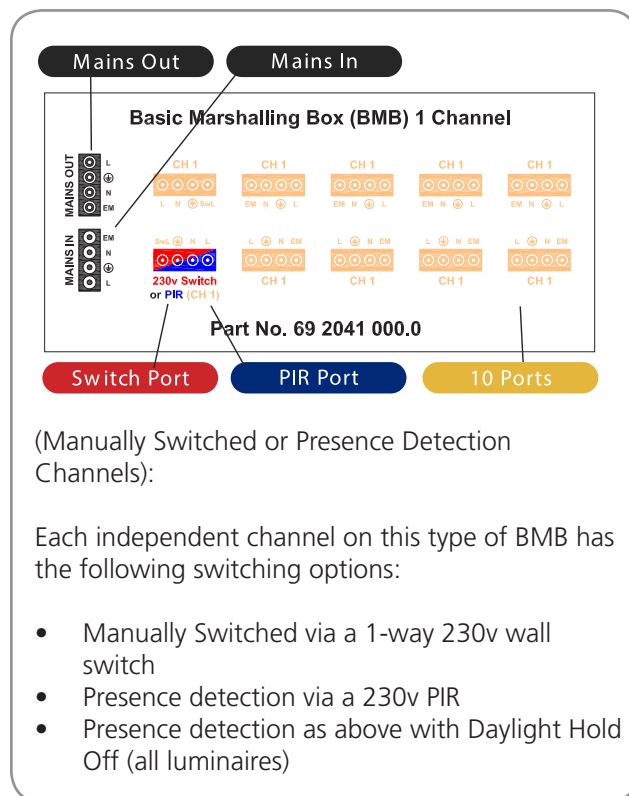 Mains Out Mains In
Basic Marshalling Box (BMB) 1 Channel
MAINS OUT
L
N
EM
MAINS IN
EM
N
L
CH 1 CH 1 CH 1 CH 1 CH 1
L N SwL EM N L EM N L EM N L EM N L
SwL N L L N EM L N EM L N EM L N EM
230v Switch CH 1 CH 1 CH 1 CH 1
or PIR (CH 1)
Part No. 69 2041 000.0
Switch Port PIR Port 10 Ports
(Manually Switched or Presence Detection
Channels):
Each independent channel on this type of BMB has
the following switching options:
• Manually Switched via a 1-way 230v wall
switch
• Presence detection via a 230v PIR
• Presence detection as above with Daylight Hold
Off (all luminaires)